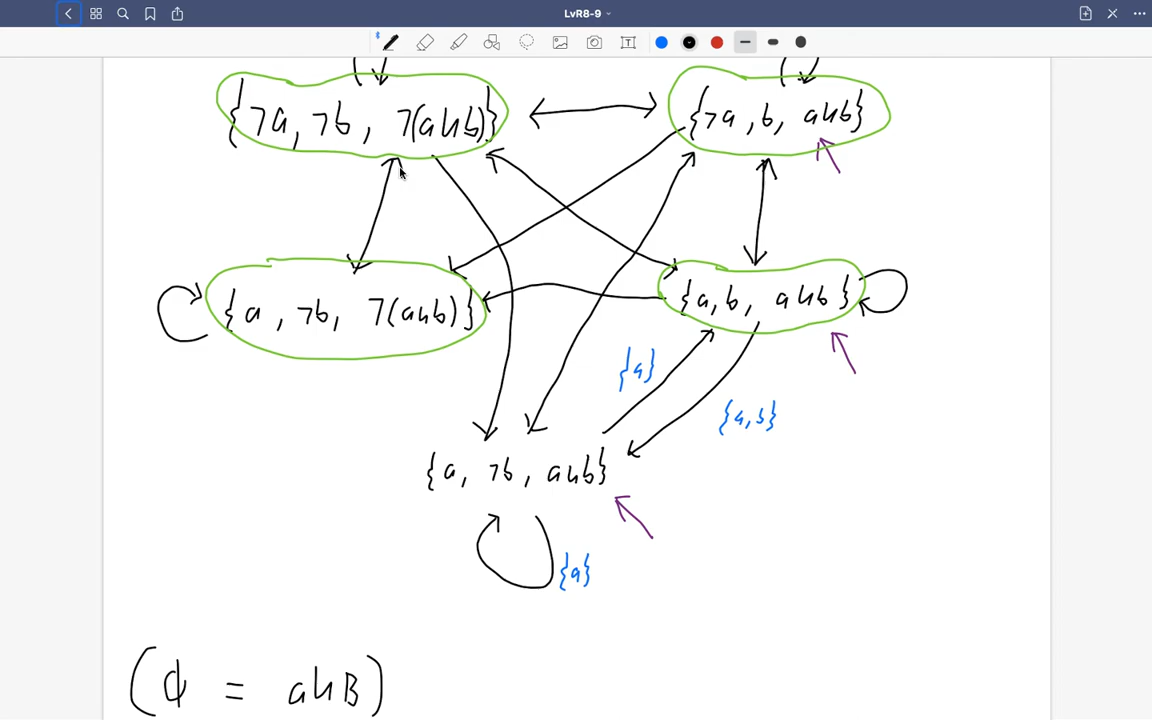 LvR8-9
{¬a, ¬b, ¬(aUb)}
{¬a, b, aUb}
{a, ¬b, ¬(aUb)}
{a, b, aUb}
{a}
{a, b}
{a, ¬b, aUb}
{a}
(ϕ = aUB)